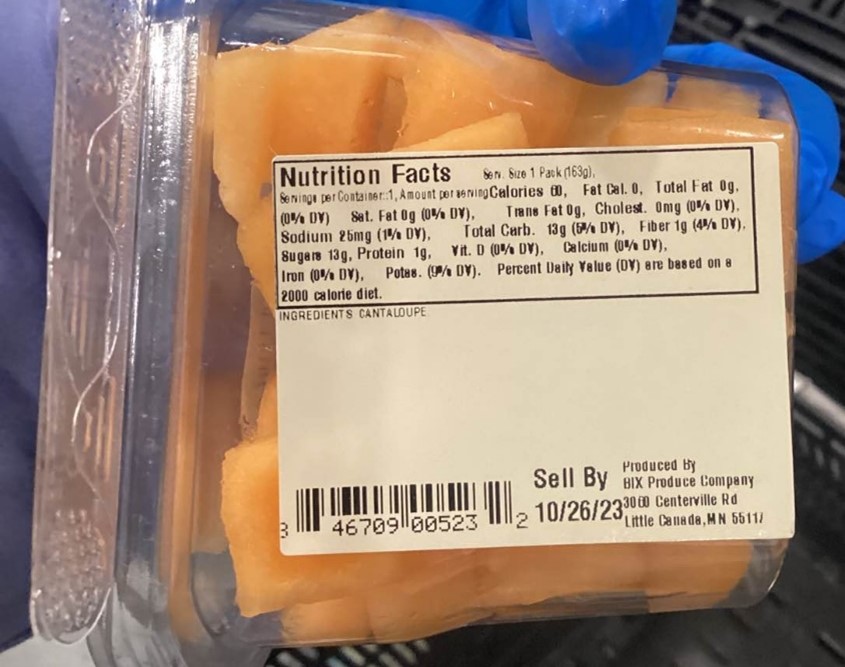 Nutrition Facts Serv. Size 1 Pack (163g),
Servings per Container:1, Amount per serving Calories 60, Fat Cal. 0, Total Fat 0g,
(0% DV) Sat. Fat 0g (0% DV), Trans Fat 0g, Cholest. 0mg (0% DV),
Sodium 25mg (1% DV), Total Carb. 13g (5% DV), Fiber 1g (4% DV),
Sugars 13g, Protein 1g, Vit. D (0% DV), Calcium (0% DV),
Iron (0% DV), Potas. (9% DV). Percent Daily Value (DV) are based on a
2000 calorie diet.
INGREDIENTS CANTALOUPE
8 46709 00523 2
Sell By
10/26/23
Produced By
BIX Produce Company
3060 Centerville Rd
Little Canada, MN 55117